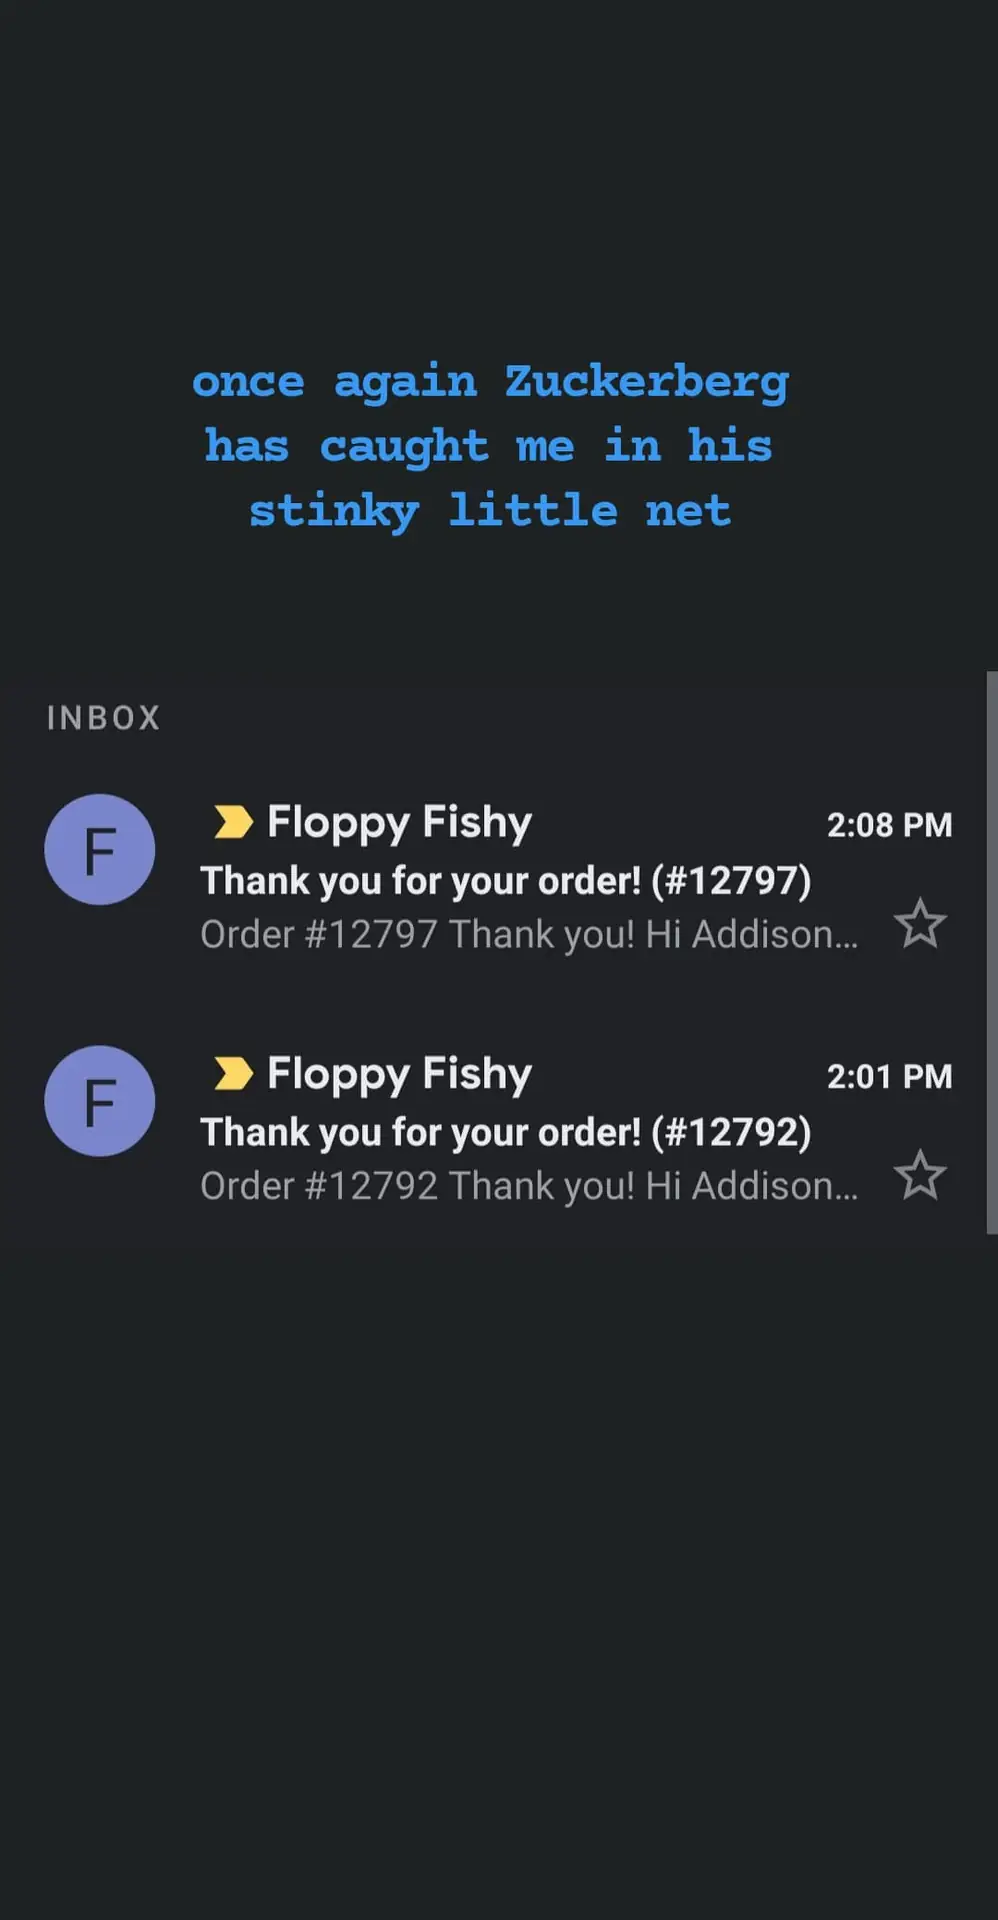 once again Zuckerberg
has caught me in his
stinky little net
INBOX
F
Floppy Fishy
2:08 PM
Thank you for your order! (#12797)
Order #12797 Thank you! Hi Addison...
F
Floppy Fishy
2:01 PM
Thank you for your order! (#12792)
Order #12792 Thank you! Hi Addison...